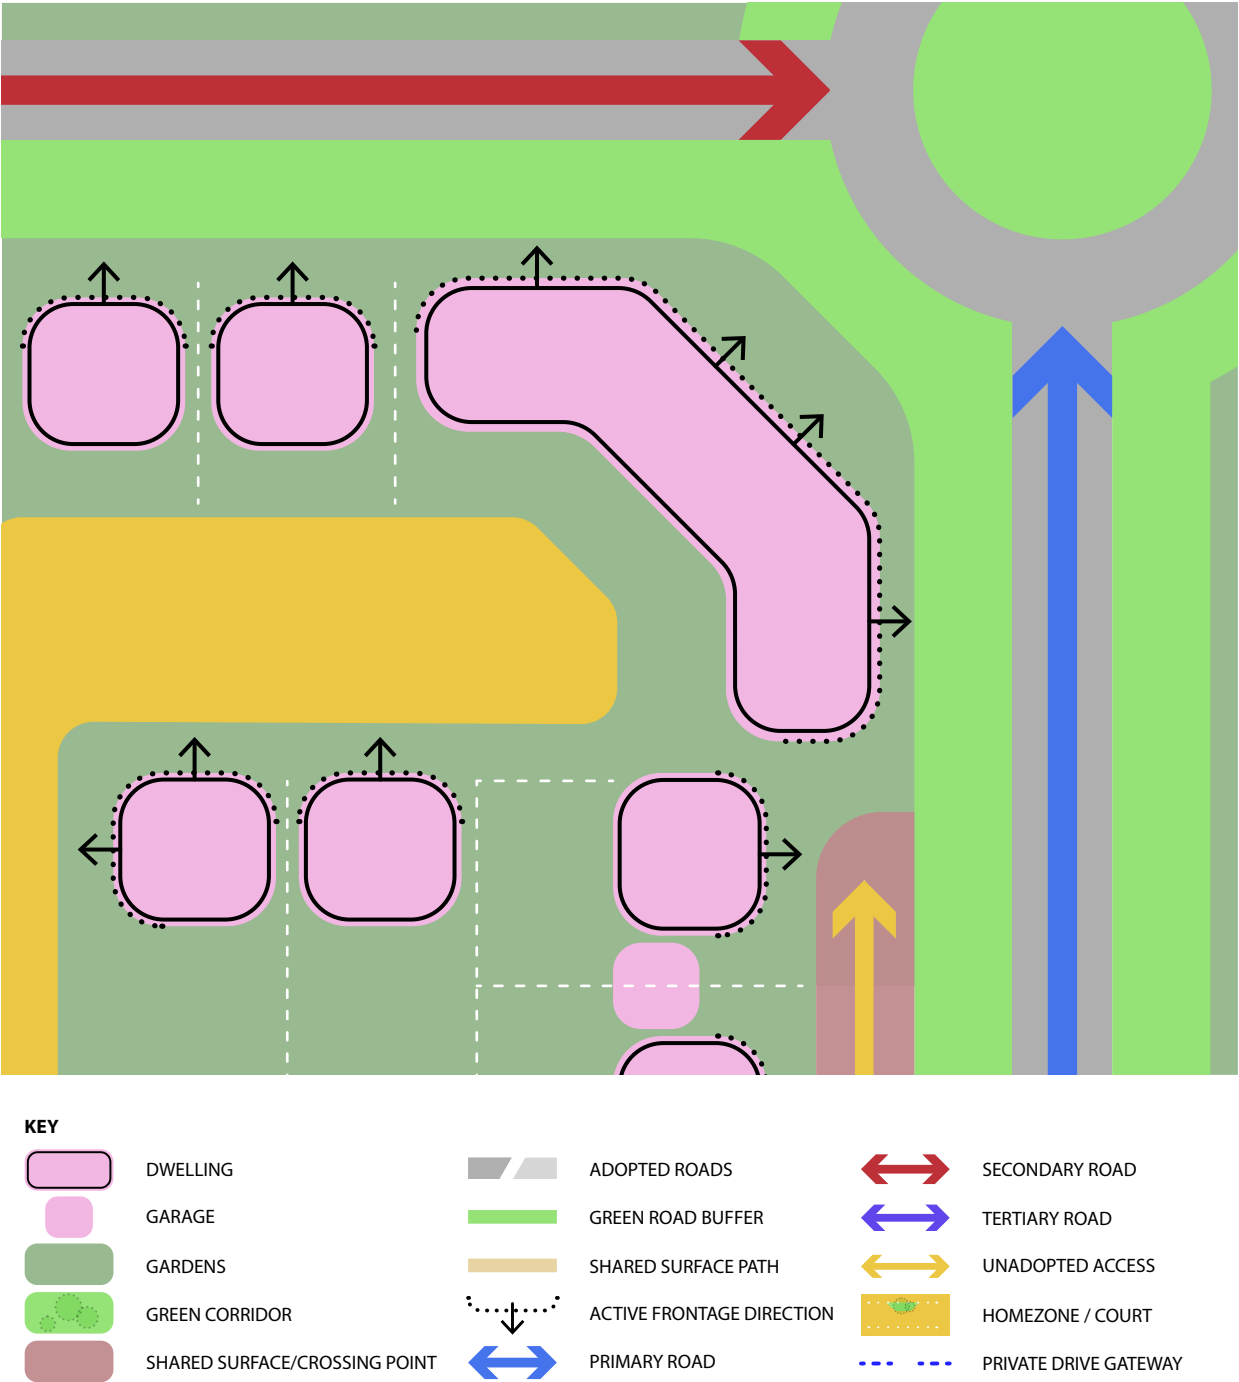 KEY
DWELLING
GARAGE
GARDENS
GREEN CORRIDOR
SHARED SURFACE/CROSSING POINT
ADOPTED ROADS
GREEN ROAD BUFFER
SHARED SURFACE PATH
ACTIVE FRONTAGE DIRECTION
PRIMARY ROAD
SECONDARY ROAD
TERTIARY ROAD
UNADOPTED ACCESS
HOMEZONE / COURT
PRIVATE DRIVE GATEWAY